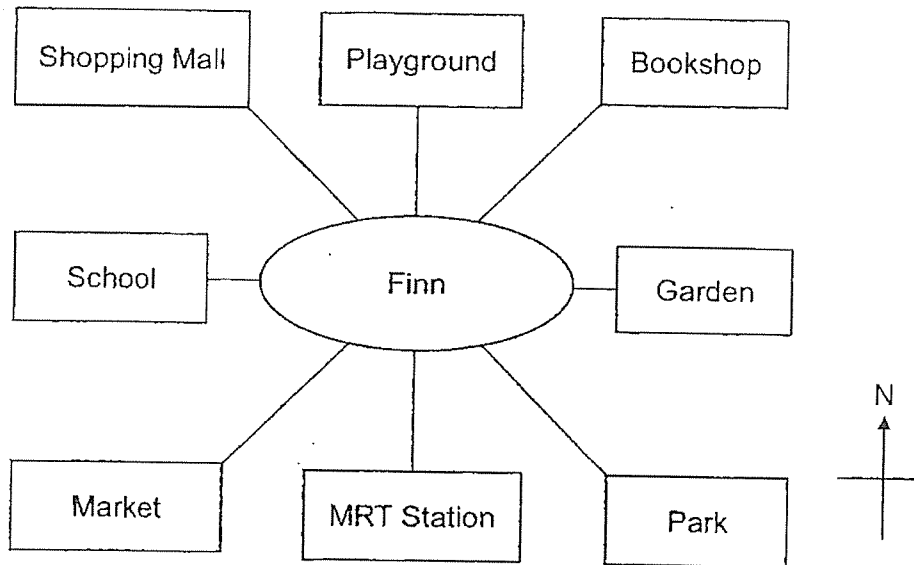 Shopping Mall
Playground
Bookshop
School
Finn
Garden
N
Market
MRT Station
Park